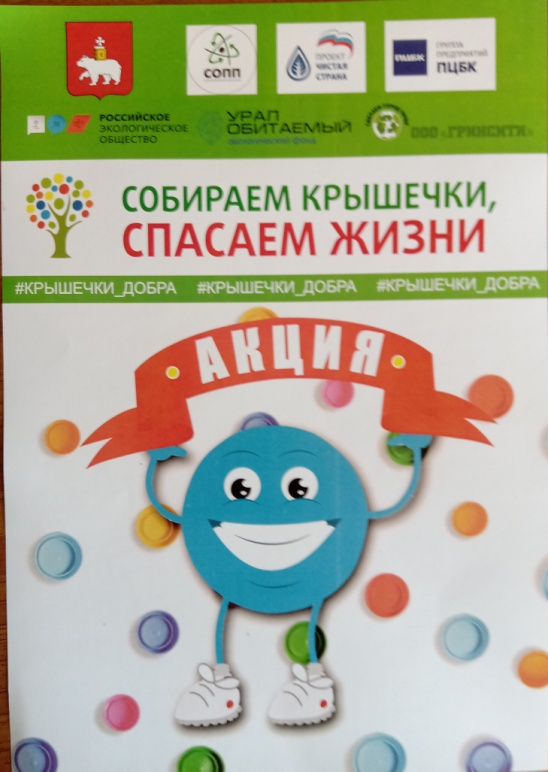 СОПП
ПРОЕКТ
ЧИСТАЯ
СТРАНА
ПЦБК
ГРУППА
ПРЕДПРИЯТИЙ
ПЦБК
РОССИЙСКОЕ
ЭКОЛОГИЧЕСКОЕ
ОБЩЕСТВО
УРАЛ
ОБИТАЕМЫЙ
экологический фонд
ООО «ГРИНСИТИ»
СОБИРАЕМ КРЫШЕЧКИ,
СПАСАЕМ ЖИЗНИ
#КРЫШЕЧКИ_ДОБРА #КРЫШЕЧКИ_ДОБРА #КРЫШЕЧКИ_ДОБРА
АКЦИЯ